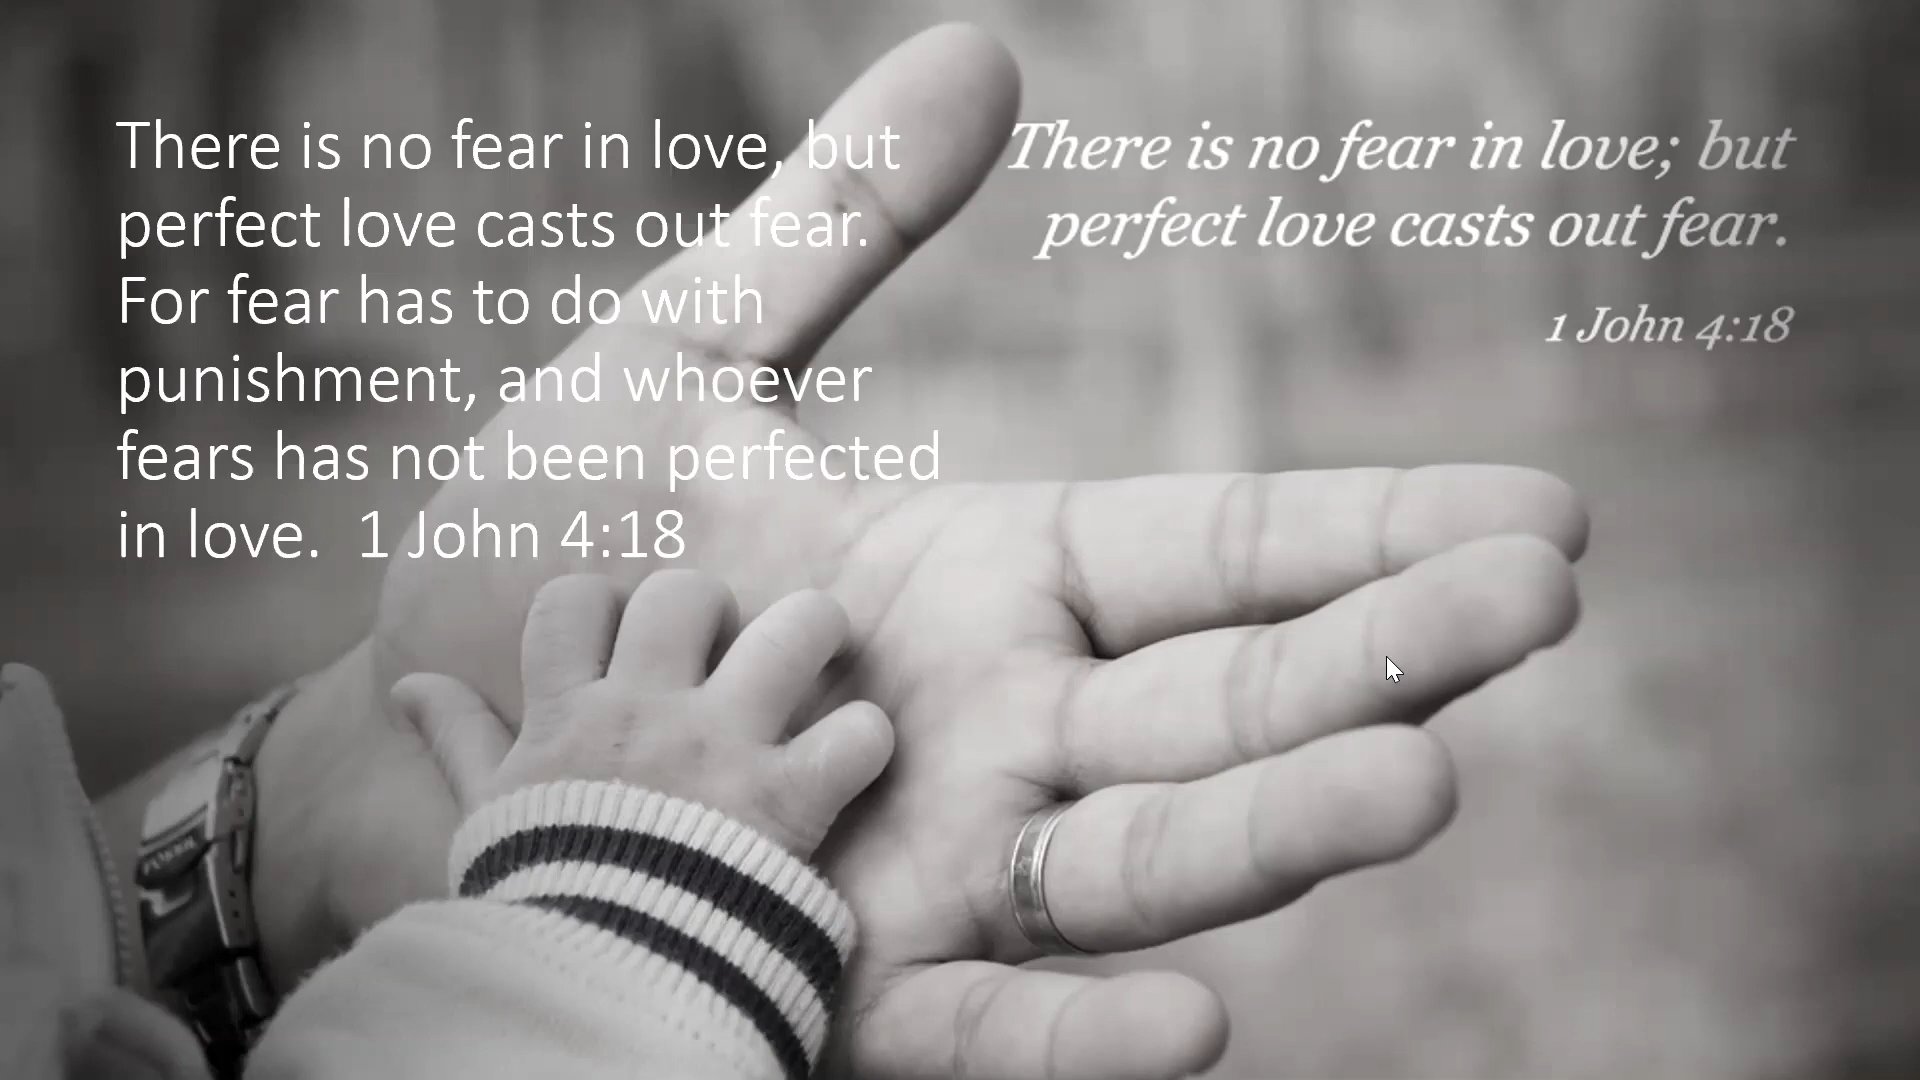 There is no fear in love, but
perfect love casts out fear.
For fear has to do with
punishment, and whoever
fears has not been perfected
in love.  1 John 4:18
There is no fear in love; but
perfect love casts out fear.
1 John 4:18